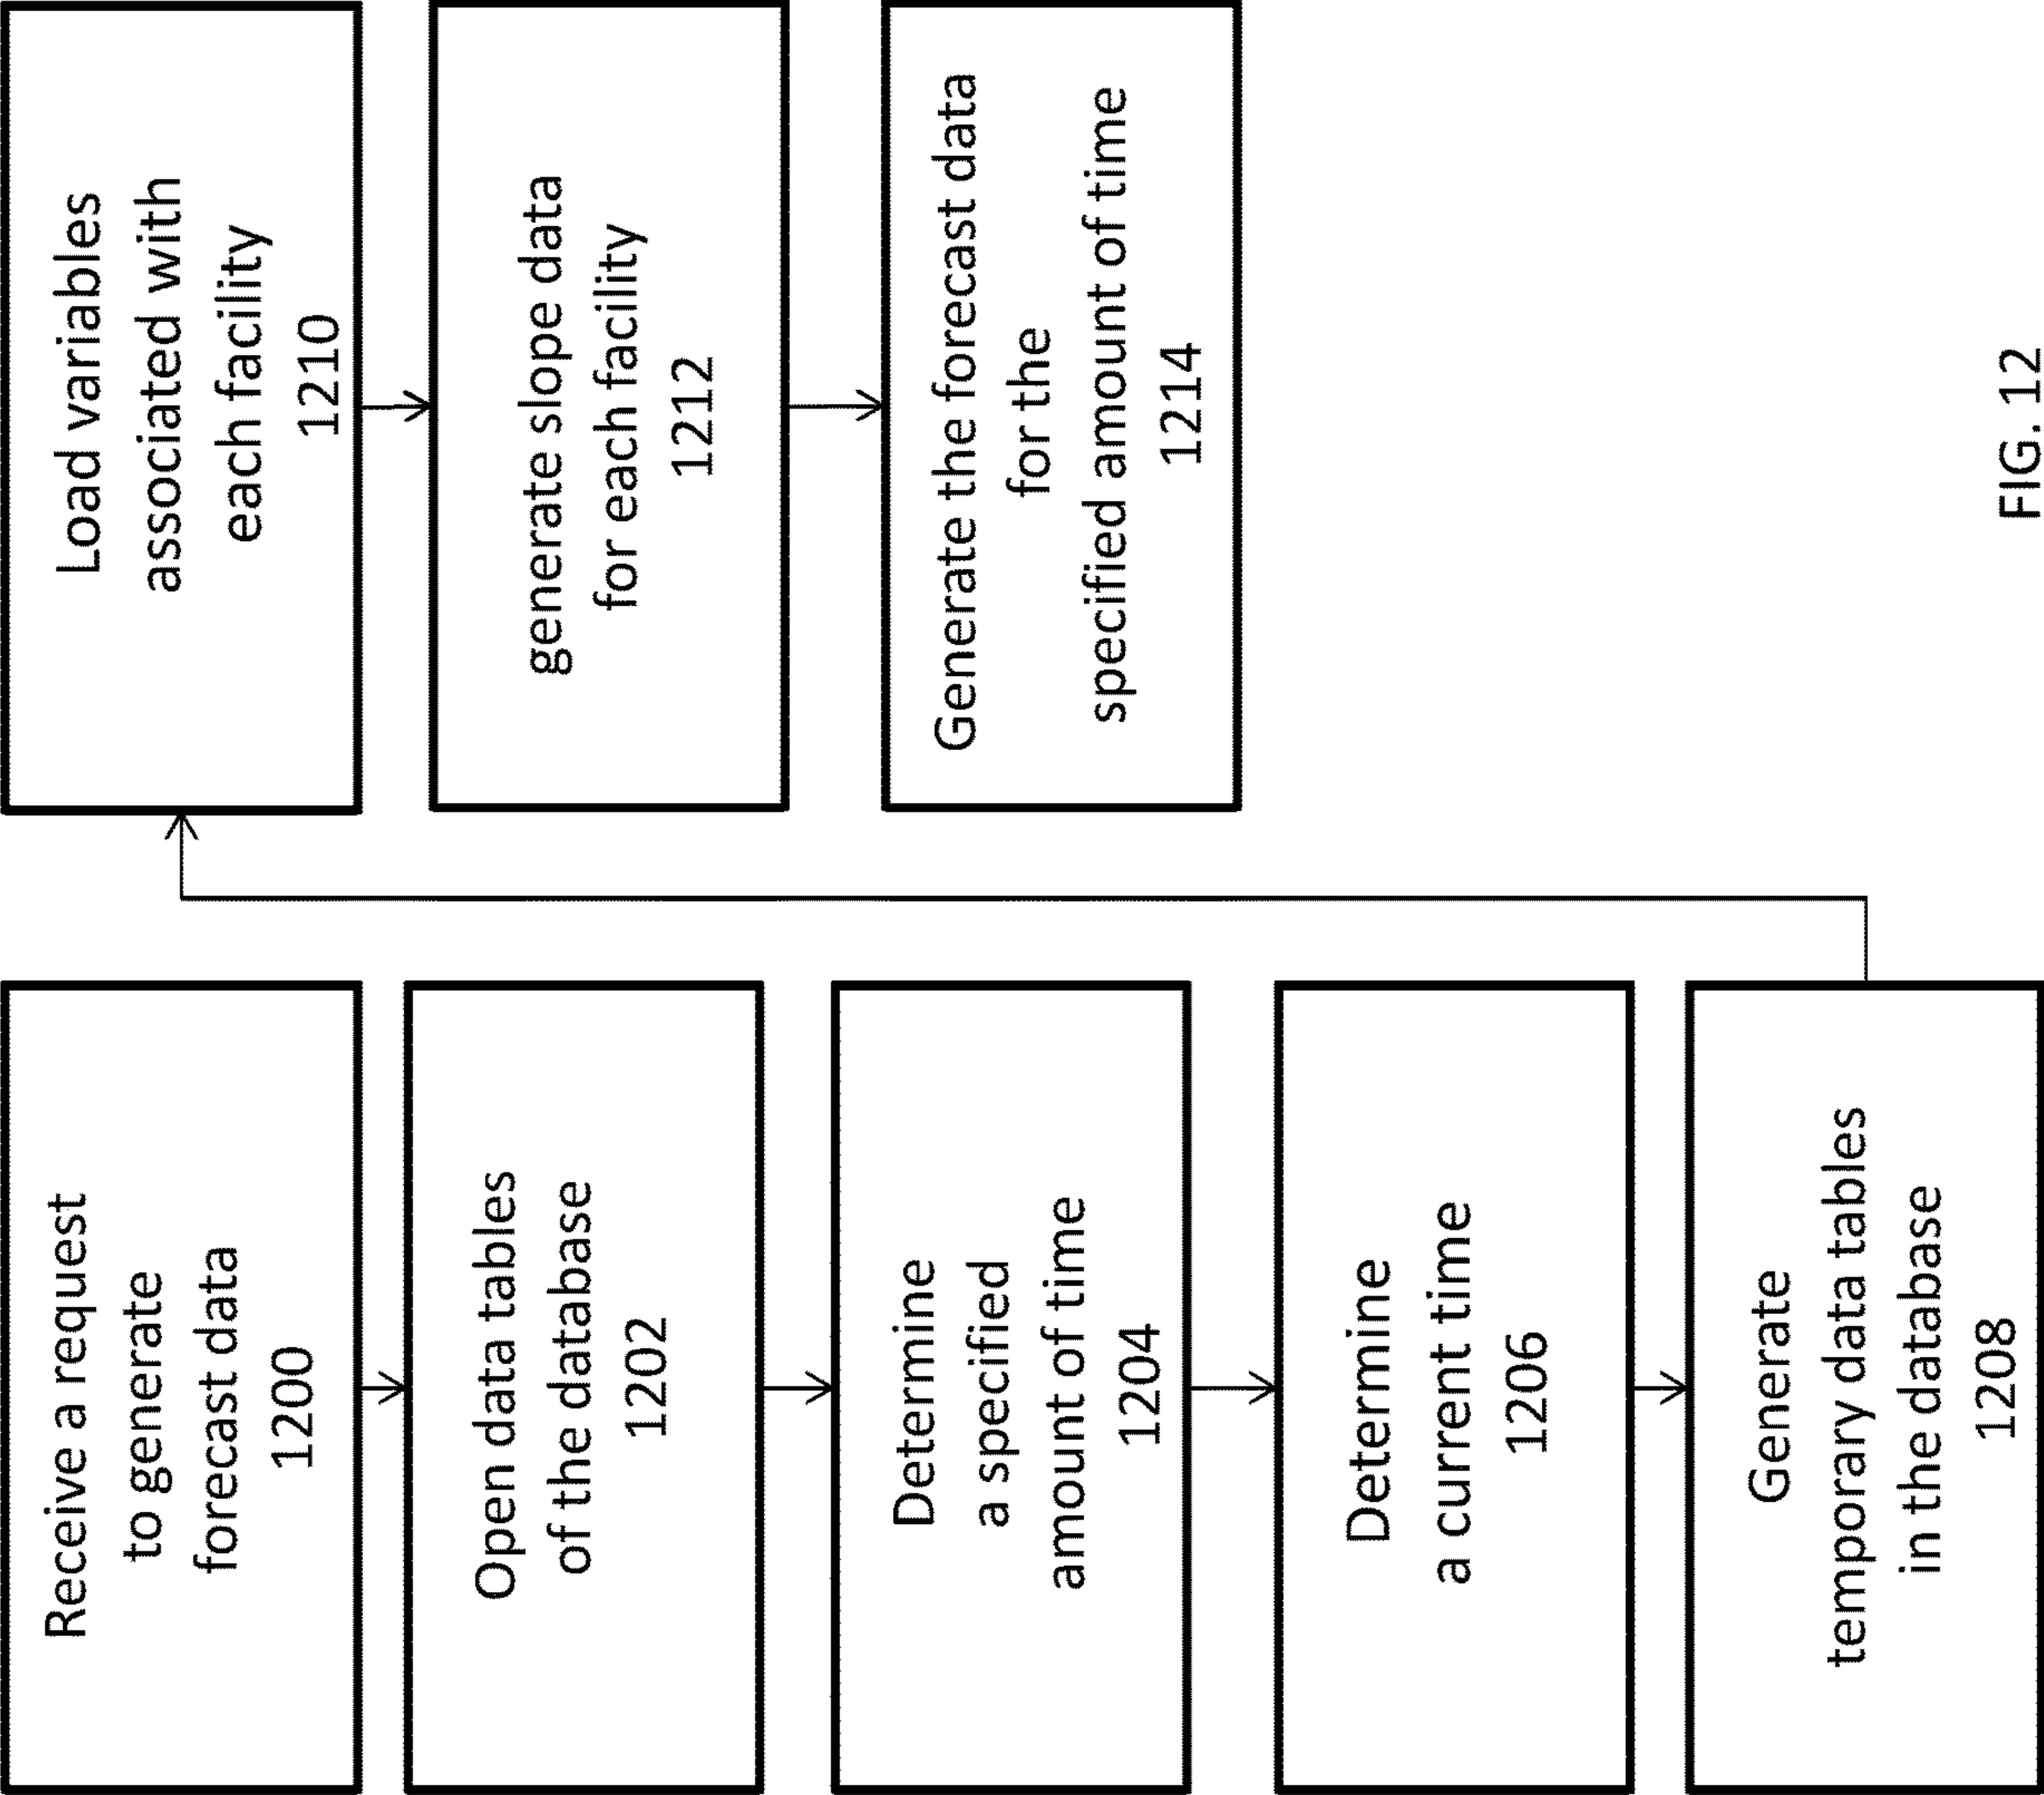 Receive a request
to generate
forecast data
1200
Open data tables
of the database
1202
Determine
a specified
amount of time
1204
Determine
a current time
1206
Generate
temporary data tables
in the database
1208
Load variables
associated with
each facility
1210
generate slope data
for each facility
1212
Generate the forecast data
for the
specified amount of time
1214
FIG. 12